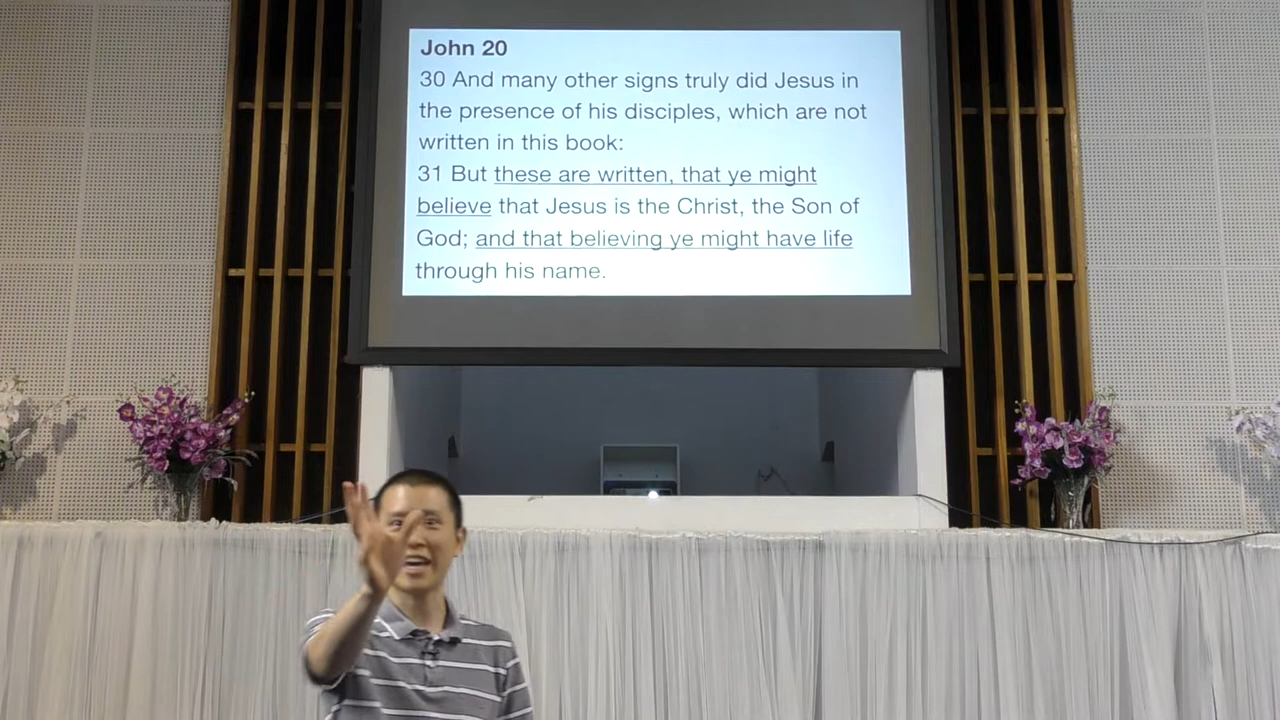 John 20
30 And many other signs truly did Jesus in
the presence of his disciples, which are not
written in this book:
31 But these are written, that ye might
believe that Jesus is the Christ, the Son of
God; and that believing ye might have life
through his name.